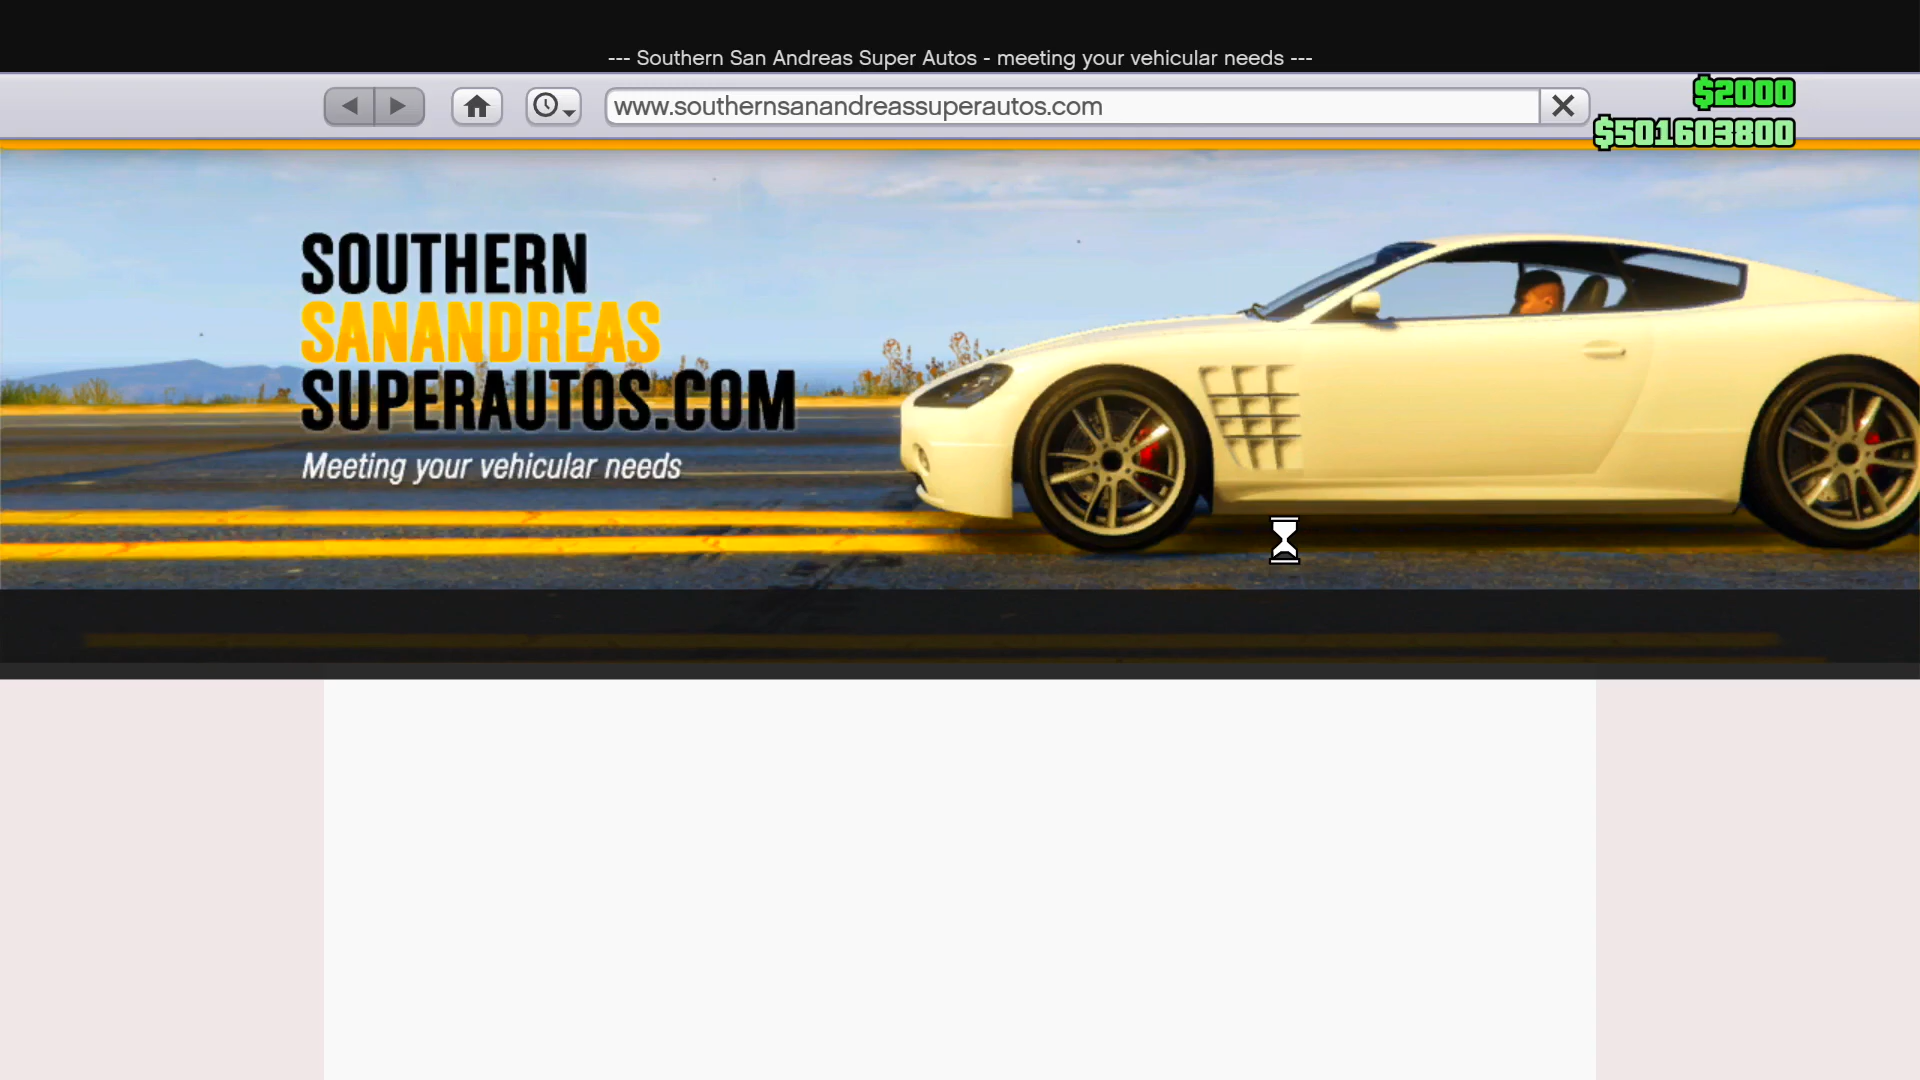 --- Southern San Andreas Super Autos - meeting your vehicular needs ---
www.southernsanandreassuperautos.com
$2000
$501603800
SOUTHERN
SANANDREAS
SUPERAUTOS.COM
Meeting your vehicular needs